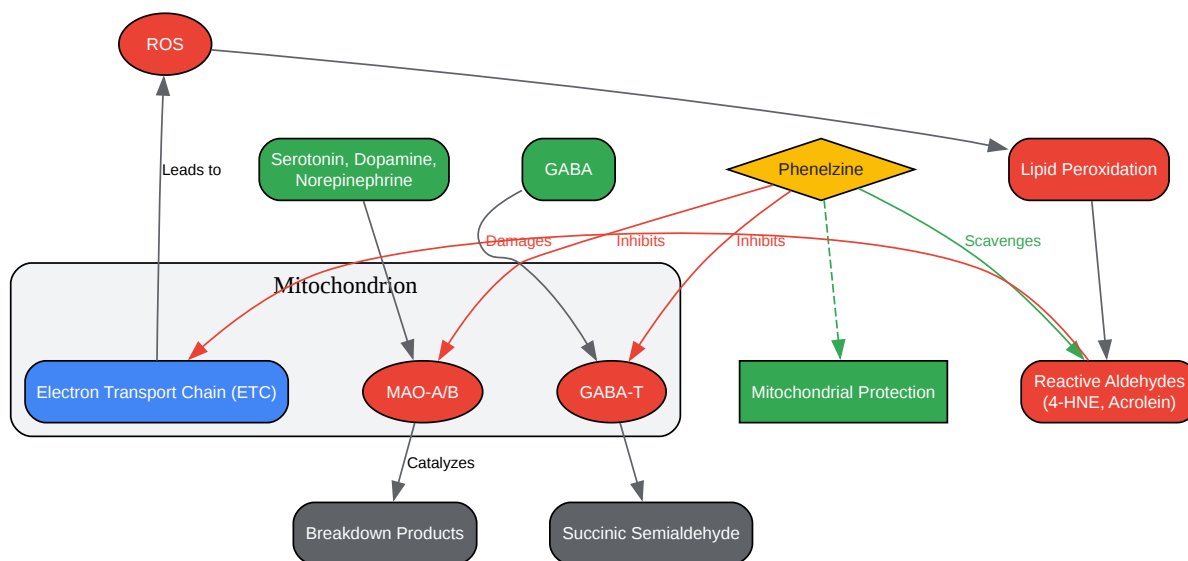 ROS
Leads to
Serotonin, Dopamine,
Norepinephrine
GABA
Phenelzine
Lipid Peroxidation
Damages
Inhibits
Inhibits
Scavenges
Mitochondrion
Electron Transport Chain (ETC)
MAO-A/B
GABA-T
Mitochondrial Protection
Reactive Aldehydes
(4-HNE, Acrolein)
Catalyzes
Breakdown Products
Succinic Semialdehyde